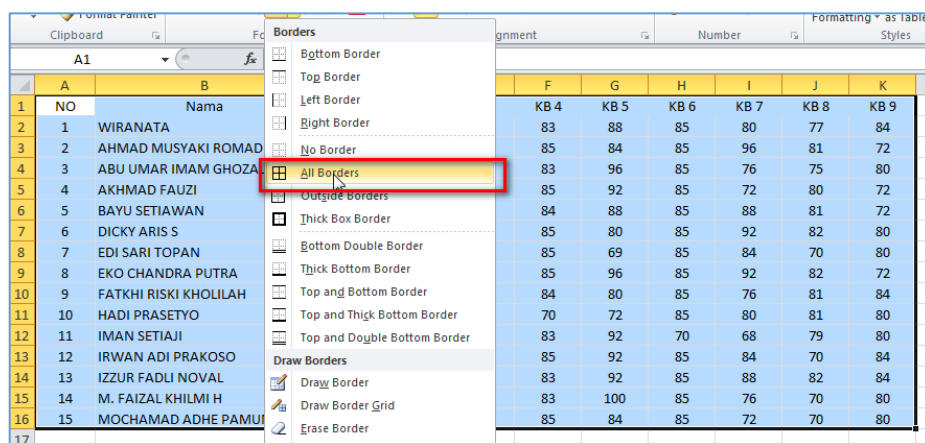 Format Painter
Formatting as Table
Clipboard Number Styles
A1 fx
Borders
Bottom Border
Top Border
Left Border
Right Border
No Border
All Borders
Outside Borders
Thick Box Border
Bottom Double Border
Thick Bottom Border
Top and Bottom Border
Top and Thick Bottom Border
Top and Double Bottom Border
Draw Borders
Draw Border
Draw Border Grid
Erase Border
A B F G H I J K
1 NO Nama KB 4 KB 5 KB 6 KB 7 KB 8 KB 9
2 1 WIRANATA 83 88 85 80 77 84
3 2 AHMAD MUSYAKI ROMAD 85 84 85 96 81 72
4 3 ABU UMAR IMAM GHOZA 83 96 85 76 75 80
5 4 AKHMAD FAUZI 85 92 85 72 80 72
6 5 BAYU SETIAWAN 84 88 85 88 81 72
7 6 DICKY ARIS S 85 80 85 92 82 80
8 7 EDI SARI TOPAN 85 69 85 84 70 80
9 8 EKO CHANDRA PUTRA 85 96 85 92 82 72
10 9 FATKHI RISKI KHOLILAH 84 80 85 76 81 84
11 10 HADI PRASETYO 70 72 85 80 81 80
12 11 IMAN SETIAJI 83 92 70 68 79 80
13 12 IRWAN ADI PRAKOSO 85 92 85 84 70 84
14 13 IZZUR FADLI NOVAL 83 92 85 88 82 84
15 14 M. FAIZAL KHILMI H 83 100 85 76 70 80
16 15 MOCHAMAD ADHE PAMU 85 84 85 72 70 80
17